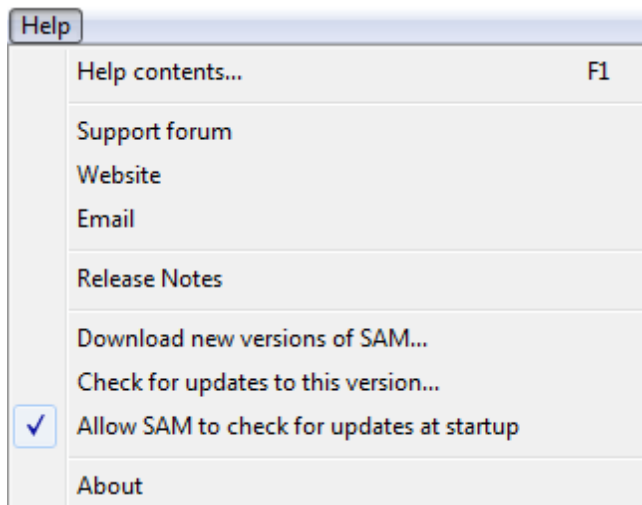 Help
Help contents... F1
Support forum
Website
Email
Release Notes
Download new versions of SAM...
Check for updates to this version...
Allow SAM to check for updates at startup
About